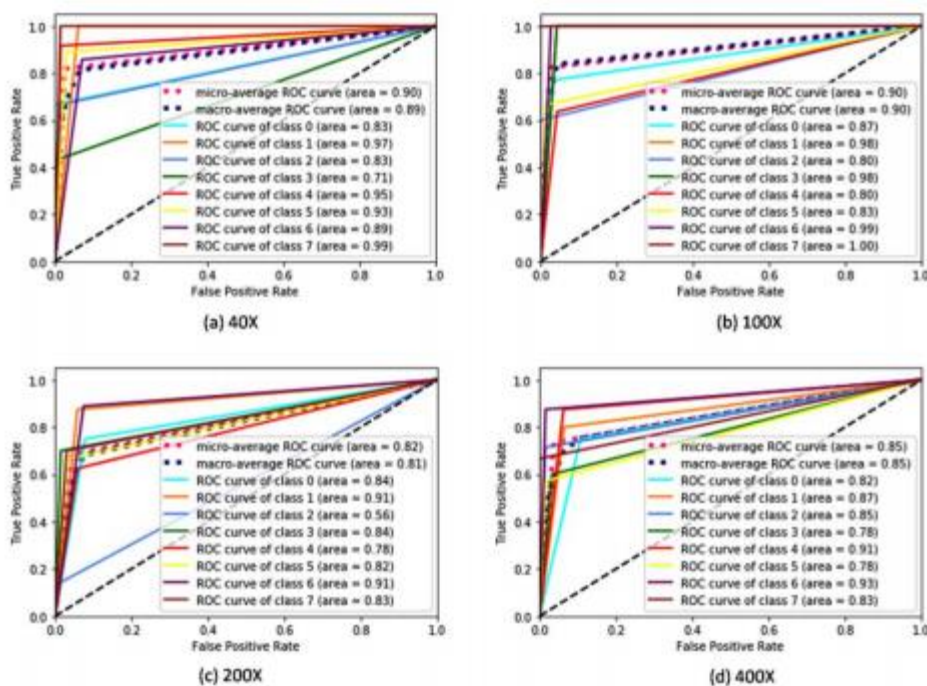 1.0
0.8
0.6
0.4
0.2
0.0
True Positive Rate
micro-average ROC curve (area = 0.90)
macro-average ROC curve (area = 0.89)
ROC curve of class 0 (area = 0.83)
ROC curve of class 1 (area = 0.97)
ROC curve of class 2 (area = 0.83)
ROC curve of class 3 (area = 0.71)
ROC curve of class 4 (area = 0.95)
ROC curve of class 5 (area = 0.93)
ROC curve of class 6 (area = 0.89)
ROC curve of class 7 (area = 0.99)
0.0 0.2 0.4 0.6 0.8 1.0
False Positive Rate
(a) 40X
1.0
0.8
0.6
0.4
0.2
0.0
True Positive Rate
micro-average ROC curve (area = 0.90)
macro-average ROC curve (area = 0.90)
ROC curve of class 0 (area = 0.87)
ROC curve of class 1 (area = 0.98)
ROC curve of class 2 (area = 0.80)
ROC curve of class 3 (area = 0.98)
ROC curve of class 4 (area = 0.80)
ROC curve of class 5 (area = 0.83)
ROC curve of class 6 (area = 0.99)
ROC curve of class 7 (area = 1.00)
0.0 0.2 0.4 0.6 0.8 1.0
False Positive Rate
(b) 100X
1.0
0.8
0.6
0.4
0.2
0.0
True Positive Rate
micro-average ROC curve (area = 0.82)
macro-average ROC curve (area = 0.81)
ROC curve of class 0 (area = 0.84)
ROC curve of class 1 (area = 0.91)
ROC curve of class 2 (area = 0.56)
ROC curve of class 3 (area = 0.84)
ROC curve of class 4 (area = 0.78)
ROC curve of class 5 (area = 0.82)
ROC curve of class 6 (area = 0.91)
ROC curve of class 7 (area = 0.83)
0.0 0.2 0.4 0.6 0.8 1.0
False Positive Rate
(c) 200X
1.0
0.8
0.6
0.4
0.2
0.0
True Positive Rate
micro-average ROC curve (area = 0.85)
macro-average ROC curve (area = 0.85)
ROC curve of class 0 (area = 0.82)
ROC curve of class 1 (area = 0.87)
ROC curve of class 2 (area = 0.85)
ROC curve of class 3 (area = 0.78)
ROC curve of class 4 (area = 0.91)
ROC curve of class 5 (area = 0.78)
ROC curve of class 6 (area = 0.93)
ROC curve of class 7 (area = 0.83)
0.0 0.2 0.4 0.6 0.8 1.0
False Positive Rate
(d) 400X